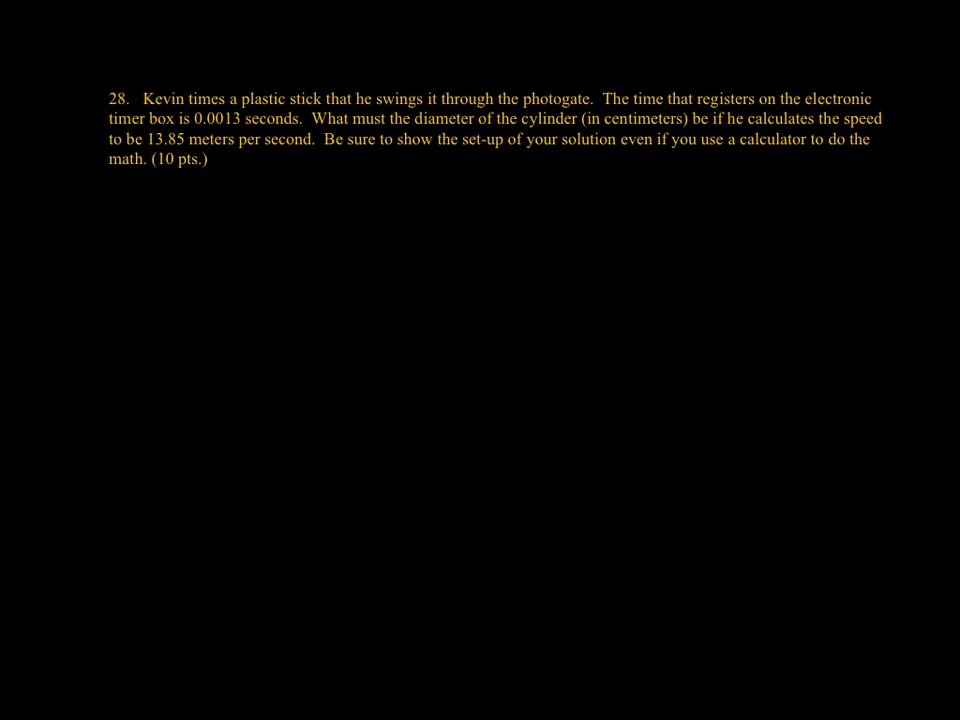 28.   Kevin times a plastic stick that he swings it through the photogate.  The time that registers on the electronic
timer box is 0.0013 seconds.  What must the diameter of the cylinder (in centimeters) be if he calculates the speed
to be 13.85 meters per second.  Be sure to show the set-up of your solution even if you use a calculator to do the
math. (10 pts.)